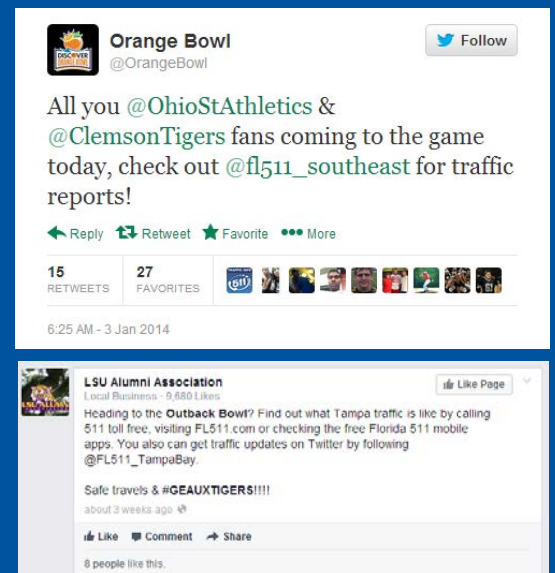 DISCOVER
ORANGE BOWL
Orange Bowl
@OrangeBowl
Follow
All you @OhioStAthletics &
@ClemsonTigers fans coming to the game
today, check out @fl511_southeast for traffic
reports!
Reply Retweet Favorite More
15 27
RETWEETS FAVORITES
511
6:25 AM - 3 Jan 2014
LSU Alumni Association
Like Page
Local Business · 9,680 Likes
Heading to the Outback Bowl? Find out what Tampa traffic is like by calling
511 toll free, visiting FL511.com or checking the free Florida 511 mobile
apps. You also can get traffic updates on Twitter by following
@FL511_TampaBay.
Safe travels & #GEAUXTIGERS!!!!
about 3 weeks ago
Like Comment Share
8 people like this.